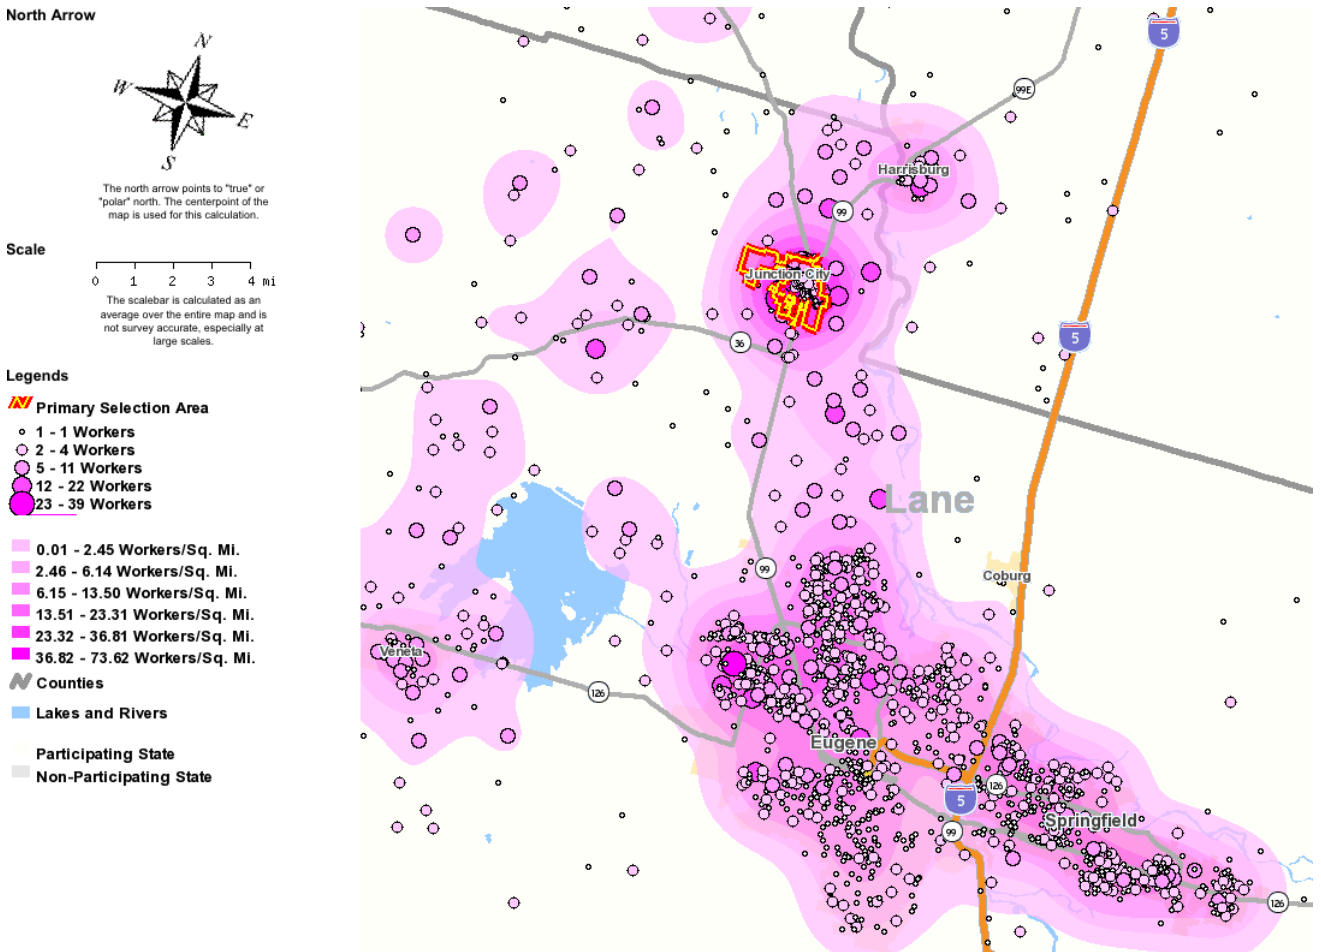 North Arrow
N
W
E
S
The north arrow points to "true" or
"polar" north. The centerpoint of the
map is used for this calculation.
Scale
0 1 2 3 4 mi
The scalebar is calculated as an
average over the entire map and is
not survey accurate, especially at
large scales.
Legends
Primary Selection Area
1 - 1 Workers
2 - 4 Workers
5 - 11 Workers
12 - 22 Workers
23 - 39 Workers
0.01 - 2.45 Workers/Sq. Mi.
2.46 - 6.14 Workers/Sq. Mi.
6.15 - 13.50 Workers/Sq. Mi.
13.51 - 23.31 Workers/Sq. Mi.
23.32 - 36.81 Workers/Sq. Mi.
36.82 - 73.62 Workers/Sq. Mi.
Counties
Lakes and Rivers
Participating State
Non-Participating State
5
99E
Harrisburg
99
Junction City
36
5
Lane
99
Coburg
Veneta
126
Eugene
126
5
99
Springfield
126